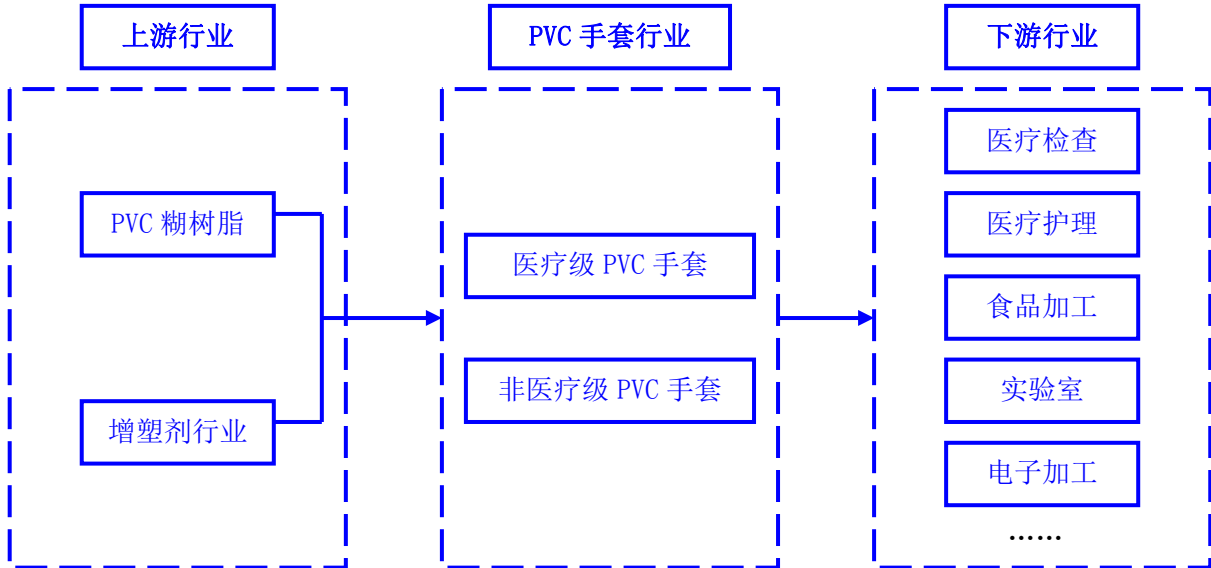 上游行业
PVC 糊树脂
增塑剂行业
PVC 手套行业
医疗级 PVC 手套
非医疗级 PVC 手套
下游行业
医疗检查
医疗护理
食品加工
实验室
电子加工
……